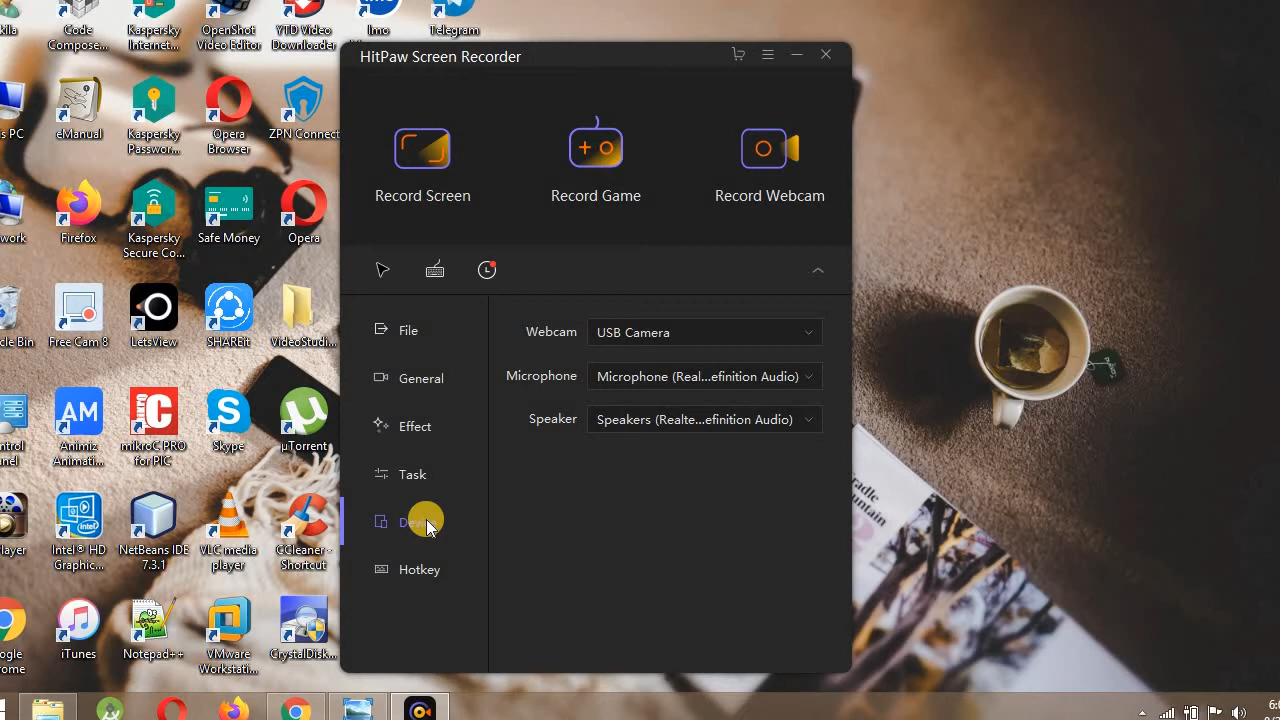 Code
Compose...
Kaspersky
Internet...
OpenShot
Video Editor
YTD Video
Downloader
Imo
Telegram
HitPaw Screen Recorder
s PC
eManual
Kaspersky
Passwor...
Opera
Browser
ZPN Connect
Record Screen
Record Game
Record Webcam
work
Firefox
Kaspersky
Secure Co...
Safe Money
Opera
cle Bin
Free Cam 8
LetsView
SHAREit
VideoStudi...
File
General
Effect
Task
Hotkey
Webcam
USB Camera
Microphone
Microphone (Real...efinition Audio)
Speaker
Speakers (Realte...efinition Audio)
AM
ntrol
nel
Animiz
Animati...
mikroC PRO
for PIC
Skype
µTorrent
layer
intel
Intel® HD
Graphic...
NetBeans IDE
7.3.1
VLC media
player
CCleaner -
Shortcut
ogle
rome
iTunes
Notepad++
VMware
Workstati...
CrystalDisk...